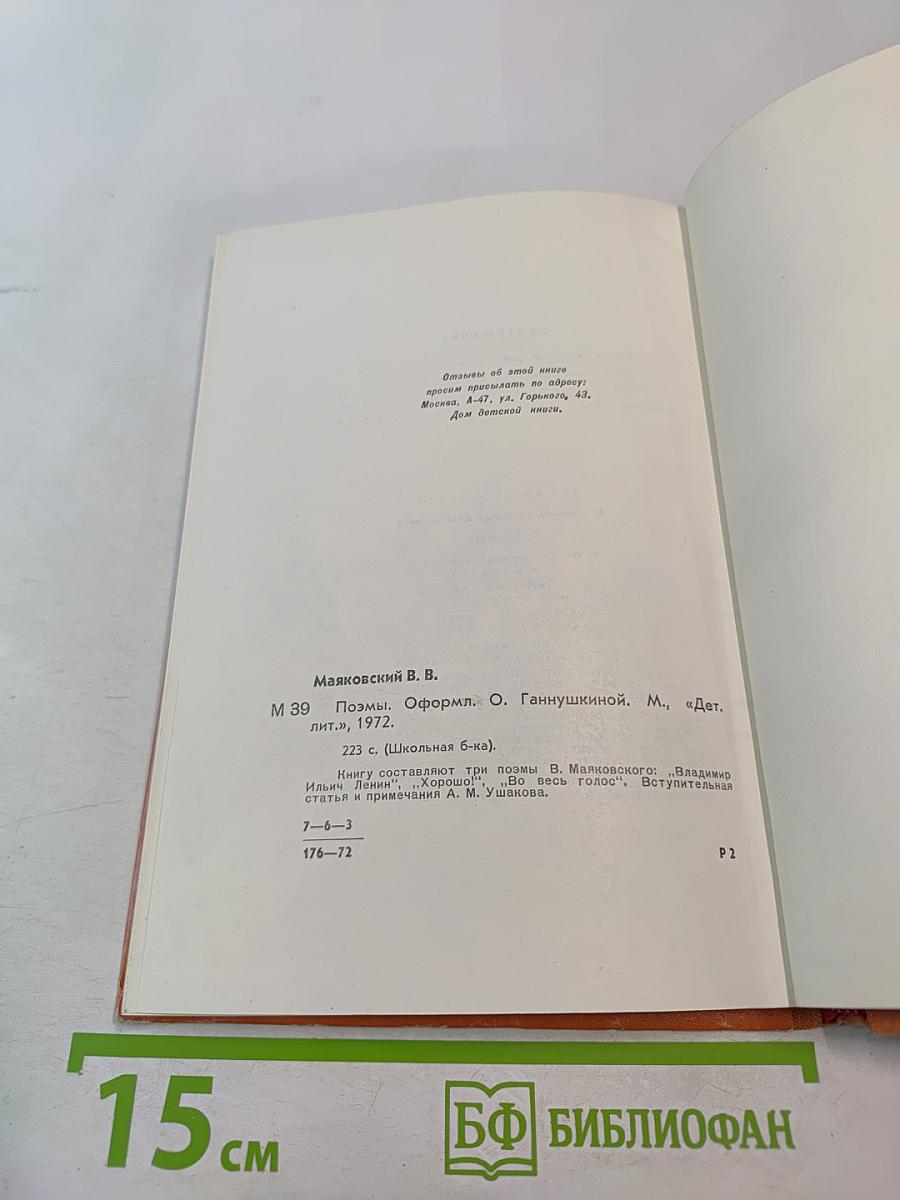 Отзывы об этой книге
просим присылать по адресу:
Москва, А-47, ул. Горького, 43.
Дом детской книги.
Маяковский В. В.
М 39 Поэмы. Оформл. О. Ганнушкиной. М., «Дет.
лит.», 1972.
223 с. (Школьная б-ка).
Книгу составляют три поэмы В. Маяковского: „Владимир
Ильич Ленин“, „Хорошо!“, „Во весь голос“. Вступительная
статья и примечания А. М. Ушакова.
7—6—3
176—72 Р 2
15 см
БФ БИБЛИОФАН